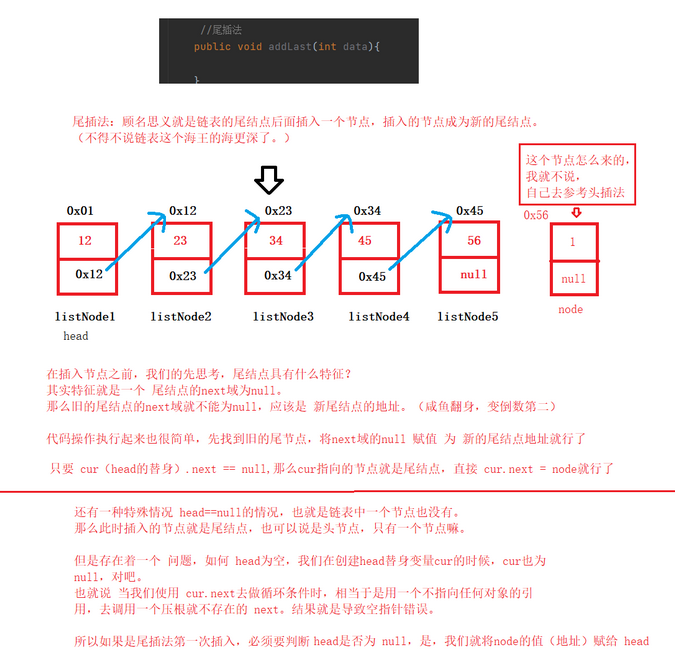 //尾插法
public void addLast(int data){
}
尾插法：顾名思义就是链表的尾结点后面插入一个节点，插入的节点成为新的尾结点。
（不得不说链表这个海王的海更深了。）
这个节点怎么来的，
我就不说，
自己去参考头插法
0x01 0x12 0x23 0x34 0x45 0x56
12 23 34 45 56 1
0x12 0x23 0x34 0x45 null null
listNode1 listNode2 listNode3 listNode4 listNode5 node
head
在插入节点之前，我们的先思考，尾结点具有什么特征？
其实特征就是一个 尾结点的next域为null。
那么旧的尾结点的next域就不能为null，应该是 新尾结点的地址。（咸鱼翻身，变倒数第二）
代码操作执行起来也很简单，先找到旧的尾节点，将next域的null 赋值 为 新的尾结点地址就行了
只要 cur（head的替身）.next == null,那么cur指向的节点就是尾结点，直接 cur.next = node就行了
还有一种特殊情况 head==null的情况，也就是链表中一个节点也没有。
那么此时插入的节点就是尾结点，也可以说是头节点，只有一个节点嘛。
但是存在着一个 问题，如何 head为空，我们在创建head替身变量cur的时候，cur也为
null，对吧。
也就说 当我们使用 cur.next去做循环条件时，相当于是用一个不指向任何对象的引
用，去调用一个压根就不存在的 next。结果就是导致空指针错误。
所以如果是尾插法第一次插入，必须要判断 head是否为 null，是，我们就将node的值（地址）赋给 head